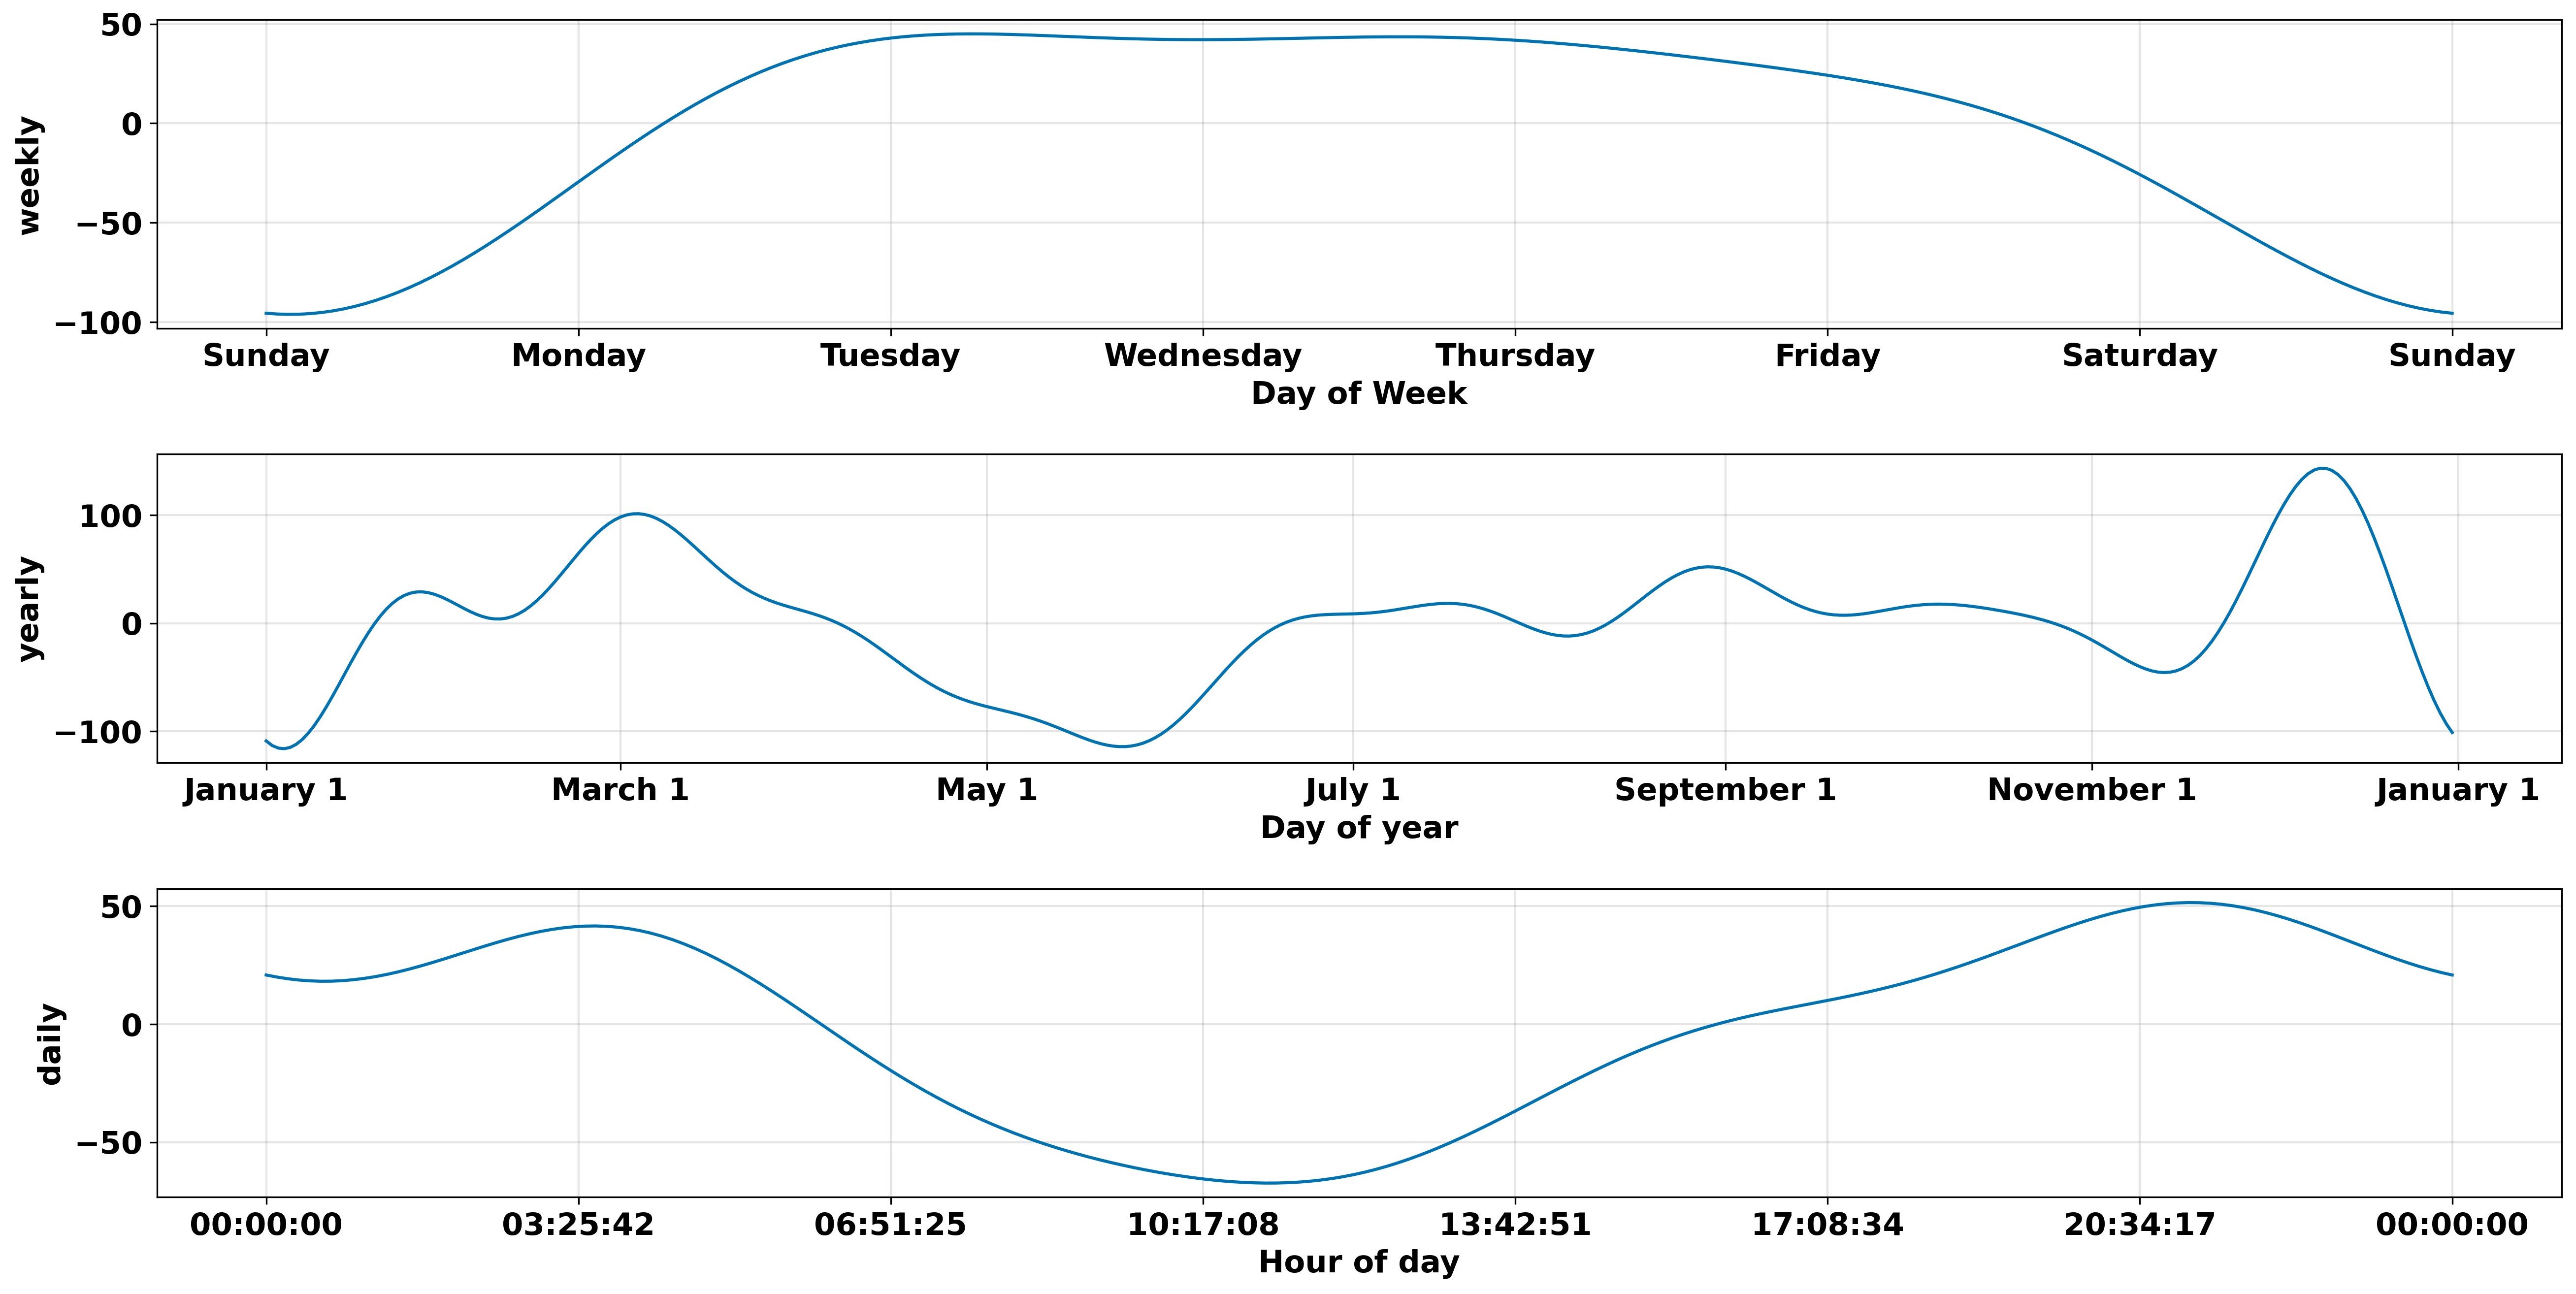 50
0
−50
−100
weekly
Sunday Monday Tuesday Wednesday Thursday Friday Saturday Sunday
Day of Week
100
0
−100
yearly
January 1 March 1 May 1 July 1 September 1 November 1 January 1
Day of year
50
0
−50
daily
00:00:00 03:25:42 06:51:25 10:17:08 13:42:51 17:08:34 20:34:17 00:00:00
Hour of day